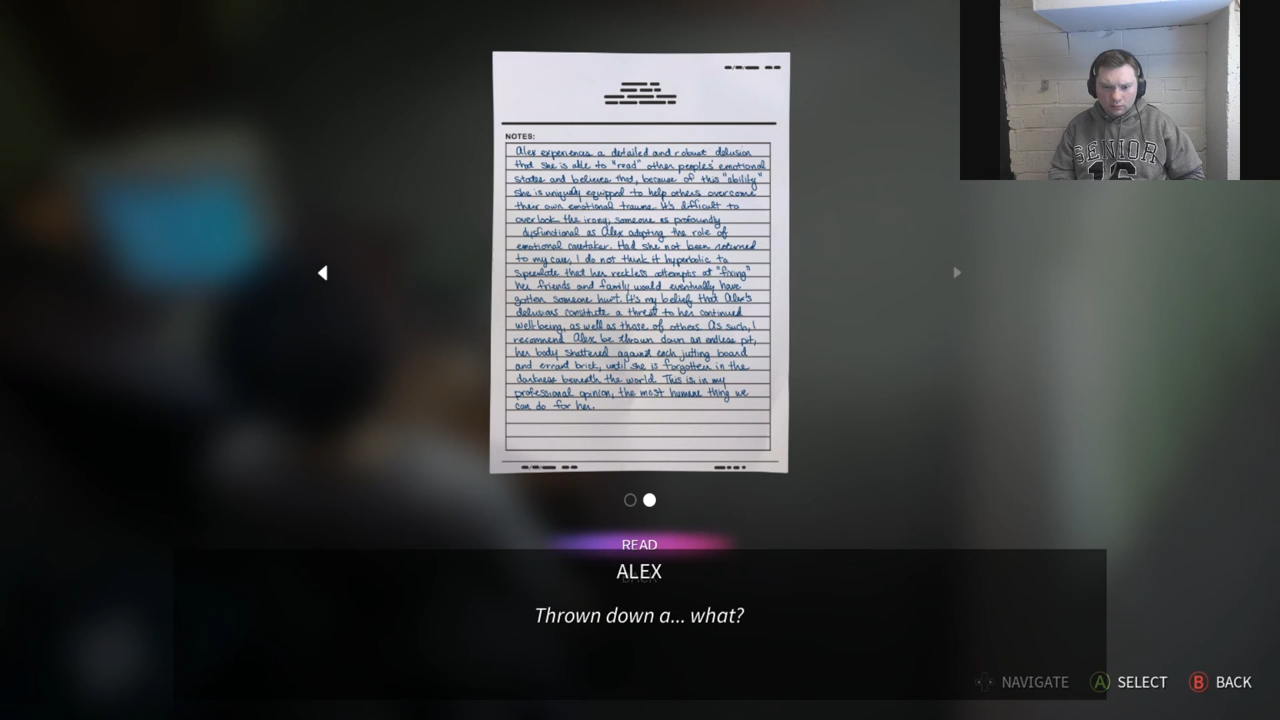 NOTES:
Alex experiences a detailed and robust delusion
that she is able to "read" other peoples' emotional
states and believes that, because of this "ability"
she is uniquely equipped to help others overcome
their own emotional trauma. It's difficult to
overlook the irony; someone as profoundly
dysfunctional as Alex adopting the role of
emotional caretaker. Had she not been returned
to my care, I do not think it hyperbolic to
speculate that her reckless attempts at "fixing"
her friends and family would eventually have
gotten someone hurt. It's my belief that Alex's
delusions constitute a threat to her continued
well-being, as well as those of others. As such, I
recommend Alex be thrown down an endless pit,
her body shattered against each jutting board
and errant brick, until she is forgotten in the
darkness beneath the world. This is, in my
professional opinion, the most humane thing we
can do for her.
SENIOR
16
READ
ALEX
Thrown down a... what?
NAVIGATE A SELECT B BACK